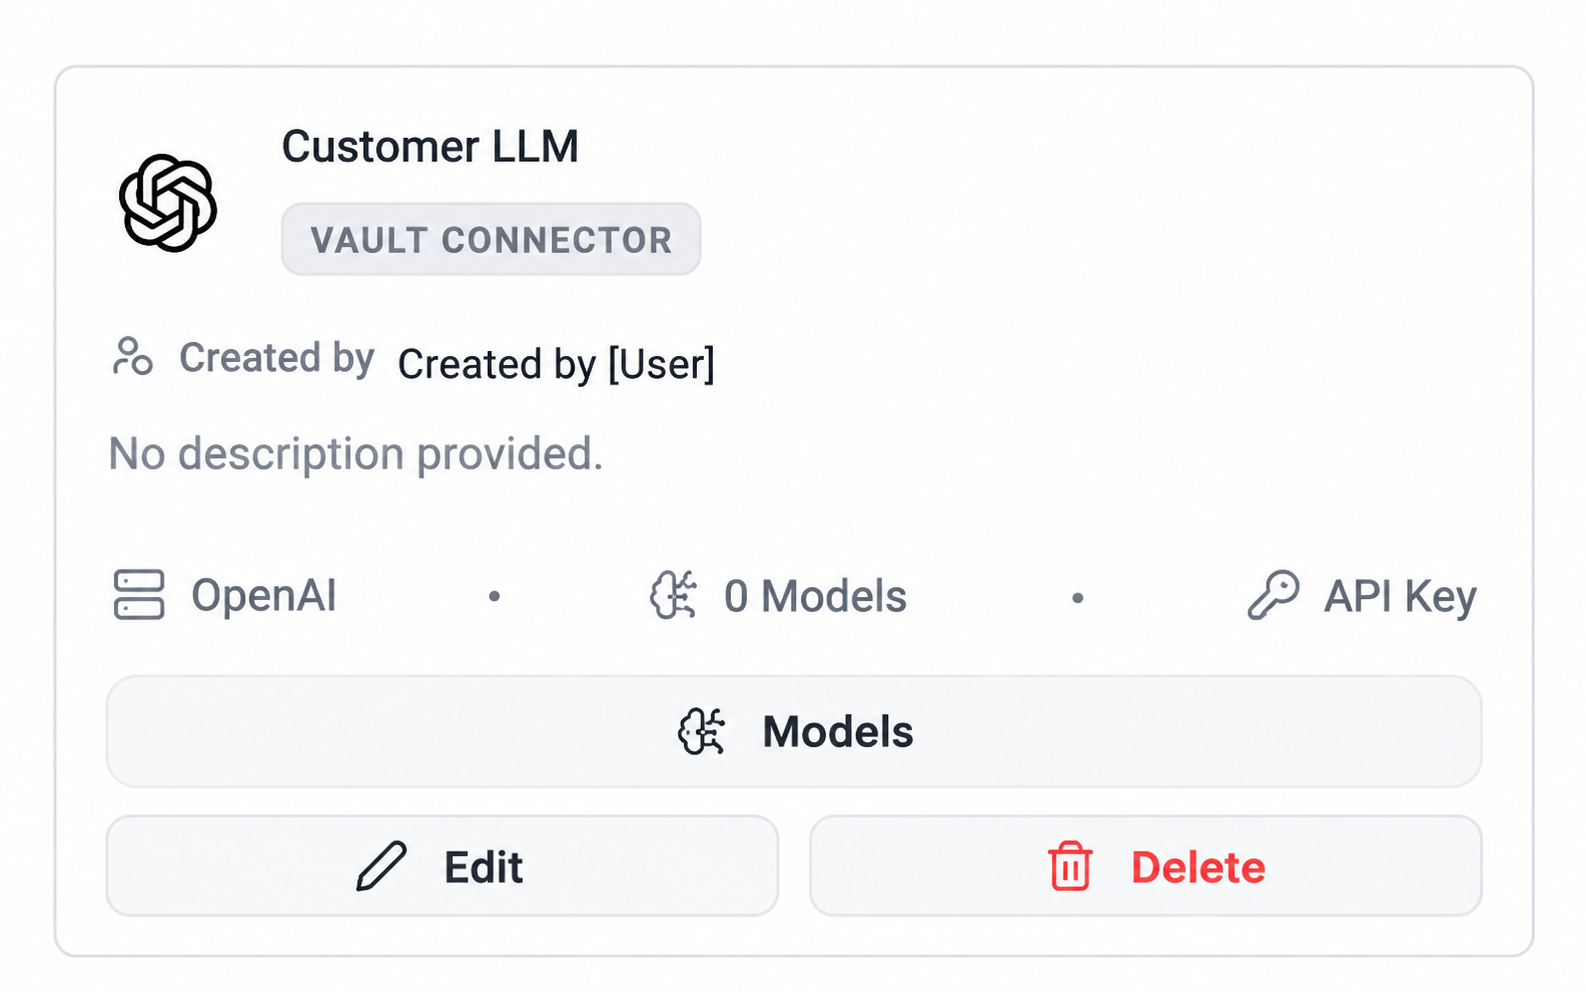 Customer LLM
VAULT CONNECTOR
Created by Created by [User]
No description provided.
OpenAI • 0 Models • API Key
Models
Edit Delete